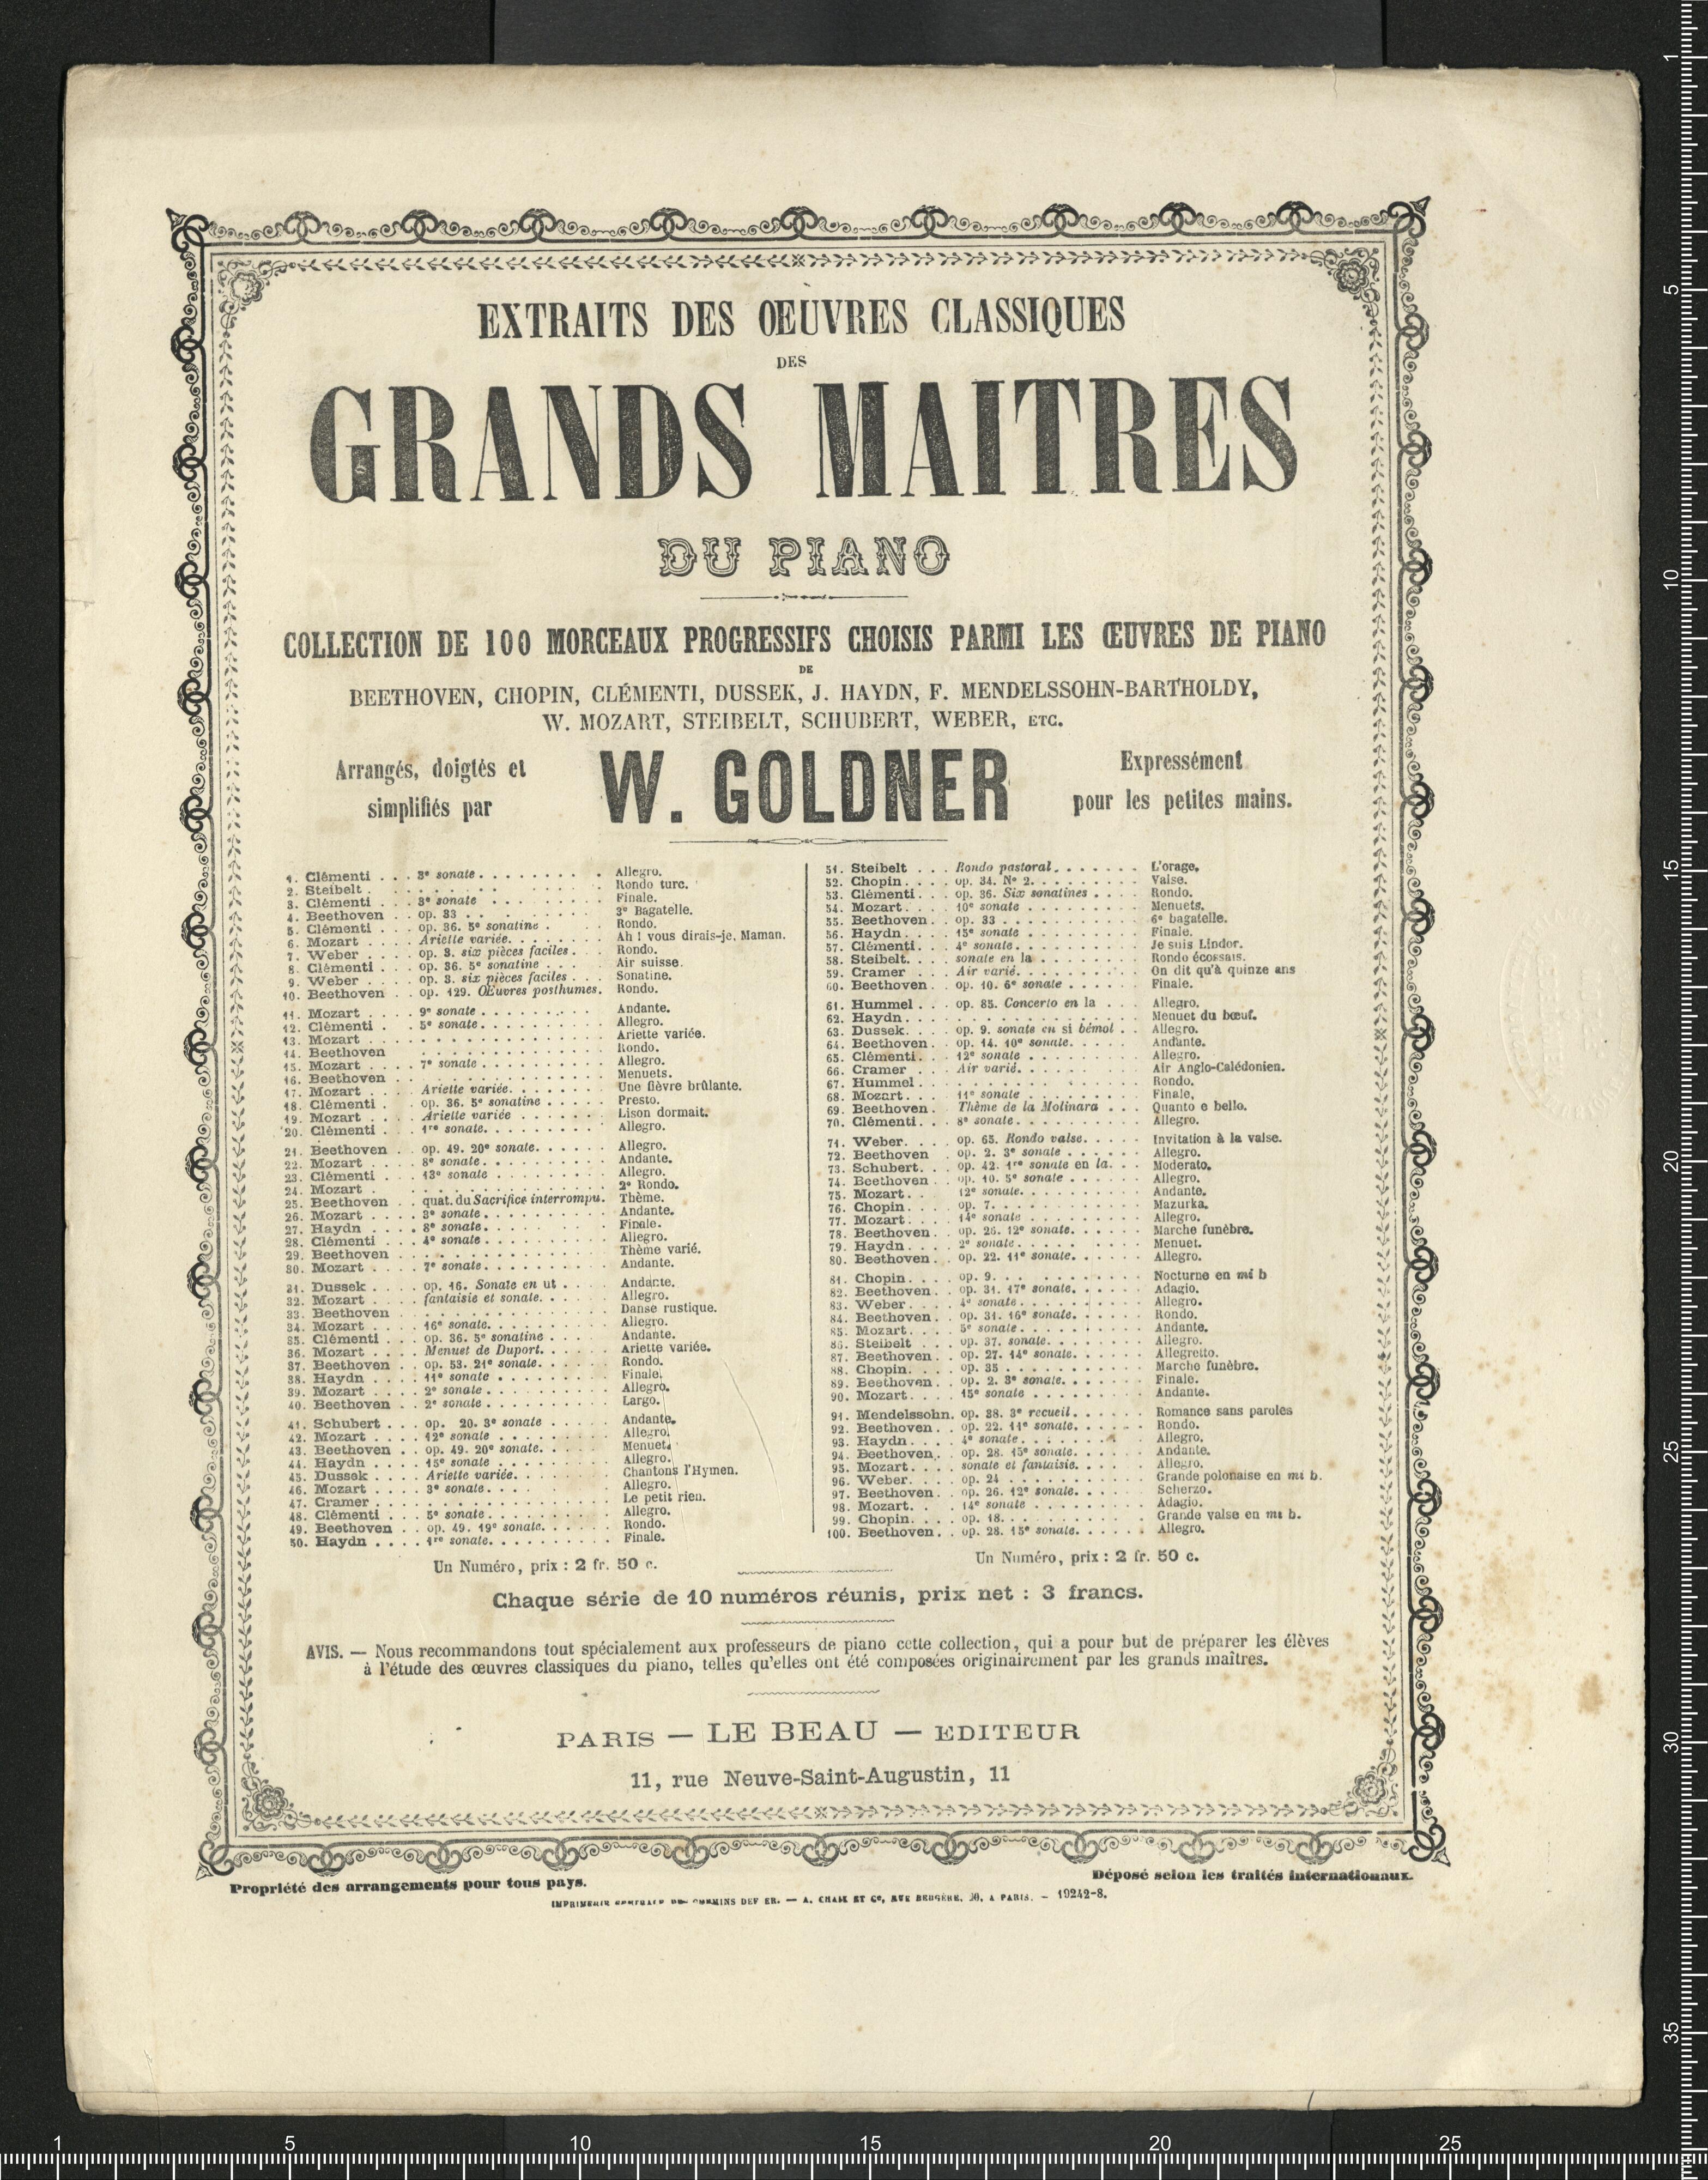 EXTRAITS DES OEUVRES CLASSIQUES
DES
GRANDS MAITRES
DU PIANO
COLLECTION DE 100 MORCEAUX PROGRESSIFS CHOISIS PARMI LES ŒUVRES DE PIANO
DE
BEETHOVEN, CHOPIN, CLÉMENTI, DUSSEK, J. HAYDN, F. MENDELSSOHN-BARTHOLDY,
W. MOZART, STEIBELT, SCHUBERT, WEBER, ETC.
Arrangés, doigtés et
simplifiés par
W. GOLDNER
Expressément
pour les petites mains.
1. Clémenti . . . 3e sonate . . . . . . . . Allegro.
2. Steibelt . . . . . . . . Rondo turc.
3. Clémenti . . . 3e sonate . . . . . . . . Finale.
4. Beethoven . . op. 33 . . . . . . . . 3e Bagatelle.
5. Clémenti . . . op. 36. 5e sonatine . . . Rondo.
6. Mozart . . . . Ariette variée. . . . . . . . Ah ! vous dirais-je, Maman.
7. Weber . . . . op. 3. six pièces faciles . . . Rondo.
8. Clémenti . . . op. 36. 5e sonatine . . . . Air suisse.
9. Weber . . . . op. 3. six pièces faciles . . . . Sonatine.
10. Beethoven . . op. 129. Œuvres posthumes. Rondo.
11. Mozart . . . . 9e sonate . . . . . . . . . Andante.
12. Clémenti . . . 5e sonate . . . . . . . . . Allegro.
13. Mozart . . . . . . . . . . . . Ariette variée.
14. Beethoven . . . . . . . . . . . Rondo.
15. Mozart . . . . 7e sonate . . . . . . . . . Allegro.
16. Beethoven . . . . . . . . . . . Menuets.
17. Mozart . . . . Ariette variée. . . . . . . . Une fièvre brûlante.
18. Clémenti . . . op. 36. 5e sonatine . . . . . Presto.
19. Mozart . . . . Ariette variée . . . . . . . Lison dormait.
20. Clémenti . . . 1re sonate. . . . . . . . . Allegro.
21. Beethoven . . op. 49. 20e sonate. . . . . . Allegro.
22. Mozart . . . . 8e sonate. . . . . . . . . . Andante.
23. Clémenti . . . 13e sonate . . . . . . . . . Allegro.
24. Mozart . . . . . . . . . . . . 2e Rondo.
25. Beethoven . . quat. du Sacrifice interrompu. Thème.
26. Mozart . . . . 3e sonate. . . . . . . . . . Andante.
27. Haydn . . . . 8e sonate. . . . . . . . . Finale.
28. Clémenti . . . 4e sonate . . . . . . . . . Allegro.
29. Beethoven . . . . . . . . . . . Thème varié.
30. Mozart . . . . 7e sonate. . . . . . . . . . Andante.
31. Dussek . . . . op. 16. Sonate en ut . . . . Andante.
32. Mozart . . . . fantaisie et sonate. . . . . . Allegro.
33. Beethoven . . . . . . . . . . . Danse rustique.
34. Mozart . . . . 16e sonate. . . . . . . . . Allegro.
35. Clémenti . . . op. 36. 5e sonatine . . . . Andante.
36. Mozart . . . . Menuet de Duport. . . . . . Ariette variée.
37. Beethoven . . op. 53. 21e sonate. . . . . . Rondo.
38. Haydn . . . . 11e sonate . . . . . . . . . Finale.
39. Mozart . . . . 2e sonate . . . . . . . . . Allegro.
40. Beethoven . . 2e sonate . . . . . . . . . Largo.
41. Schubert . . . op. 20. 3e sonate . . . . . Andante.
42. Mozart . . . . 12e sonate . . . . . . . . . Allegro.
43. Beethoven . . op. 49. 20e sonate. . . . . . Menuet.
44. Haydn . . . . 15e sonate . . . . . . . . . Allegro.
45. Dussek . . . . Ariette variée. . . . . . . . Chantons l'Hymen.
46. Mozart . . . . 3e sonate. . . . . . Allegro.
47. Cramer . . . . . . . . . . . . Le petit rien.
48. Clémenti . . . 5e sonate. . . . . . . . . . Allegro.
49. Beethoven . . op. 49. 19e sonate. . . . . . Rondo.
50. Haydn . . . . 1re sonate. . . . . . . . . . Finale.
Un Numéro, prix : 2 fr. 50 c.
51. Steibelt . . . Rondo pastoral . . . . . . . L'orage.
52. Chopin. . . . op. 34. No 2. . . . . . . . . Valse.
53. Clémenti . . . op. 36. Six sonatines . . . . Rondo.
54. Mozart. . . . 10e sonate . . . . . . . . . Menuets.
55. Beethoven . . op. 33 . . . . . . . . . . . 6e bagatelle.
56. Haydn . . . . 15e sonate . . . . . . . . . Finale.
57. Clémenti . . . 4e sonate. . . . . . . . . . Je suis Lindor.
58. Steibelt. . . . sonate en la . . . . . . . . Rondo écossais.
59. Cramer . . . Air varié. . . . . . . . . . On dit qu'à quinze ans
60. Beethoven. . op. 10. 6e sonate . . . . . . Finale.
61. Hummel . . . op. 85. Concerto en la . . . Allegro.
62. Haydn. . . . . . . . . . . . Menuet du bœuf.
63. Dussek. . . . op. 9. sonate en si bémol . . Allegro.
64. Beethoven. . op. 14. 10e sonate. . . . . Andante.
65. Clémenti. . . 12e sonate . . . . . . . . . Allegro.
66. Cramer . . . Air varié. . . . . . . . . . Air Anglo-Calédonien.
67. Hummel . . . . . . . . . . . Rondo.
68. Mozart. . . . 11e sonate . . . . . . . . . Finale.
69. Beethoven. . Thème de la Molinara . . . Quanto e bello.
70. Clémenti. . . 8e sonate. . . . . . . . . . Allegro.
71. Weber. . . . op. 65. Rondo valse. . . . . Invitation à la valse.
72. Beethoven . . op. 2. 3e sonate . . . . . . Allegro.
73. Schubert. . . op. 42. 1re sonate en la. . . Moderato.
74. Beethoven . . op. 10. 5e sonate . . . . . . Allegro.
75. Mozart. . . . 12e sonate. . . . . . . . . Andante.
76. Chopin. . . . op. 7. . . . . . . . . . . . Mazurka.
77. Mozart. . . . 14e sonate . . . . . . . . . Allegro.
78. Beethoven. . op. 26. 12e sonate. . . . . . Marche funèbre.
79. Haydn . . . . 2e sonate. . . . . . . . . Menuet.
80. Beethoven. . op. 22. 11e sonate. . . . . . Allegro.
81. Chopin. . . . op. 9. . . . . . . . . . . Nocturne en mi b
82. Beethoven. . op. 31. 17e sonate. . . . . . Adagio.
83. Weber. . . . 4e sonate. . . . . . . . . . Allegro.
84. Beethoven. . op. 31. 16e sonate. . . . . . Rondo.
85. Mozart. . . . 5e sonate. . . . . . . . . . Andante.
86. Steibelt . . . op. 37. sonate. . . . . . . . Allegro.
87. Beethoven. . op. 27. 14e sonate. . . . . . Allegretto.
88. Chopin. . . . op. 35 . . . . . . . . . . . Marche funèbre.
89. Beethoven. . op. 2. 3e sonate. . . . . . . Finale.
90. Mozart. . . . 15e sonate . . . . . . . . . Andante.
91. Mendelssohn. op. 38. 3e recueil. . . . . . Romance sans paroles
92. Beethoven. . op. 22. 11e sonate. . . . . . Rondo.
93. Haydn. . . . 4e sonate. . . . . . . . . . Allegro.
94. Beethoven. . op. 28. 15e sonate. . . . . . Andante.
95. Mozart. . . . sonate et fantaisie. . . . . Allegro.
96. Weber. . . . op. 24 . . . . . . . . . . . Grande polonaise en mi b.
97. Beethoven. . op. 26. 12e sonate. . . . . . Scherzo.
98. Mozart. . . 14e sonate . . . . . . . . . Adagio.
99. Chopin. . . . op. 18. . . . . . . . . . . Grande valse en mi b.
100. Beethoven. . op. 28. 15e sonate. . . . . . Allegro.
Un Numéro, prix : 2 fr. 50 c.
Chaque série de 10 numéros réunis, prix net : 3 francs.
AVIS. — Nous recommandons tout spécialement aux professeurs de piano cette collection, qui a pour but de préparer les élèves
à l'étude des œuvres classiques du piano, telles qu'elles ont été composées originairement par les grands maîtres.
PARIS — LE BEAU — EDITEUR
11, rue Neuve-Saint-Augustin, 11
Propriété des arrangements pour tous pays.
Déposé selon les traités internationaux.
IMPRIMERIE CENTRALE DES CHEMINS DE FER. — A. CHAIX ET Ce, RUE BERGÈRE, 20, A PARIS. — 19242-8.
1 5 10 15 20 25
1 5 10 15 20 25 30 35